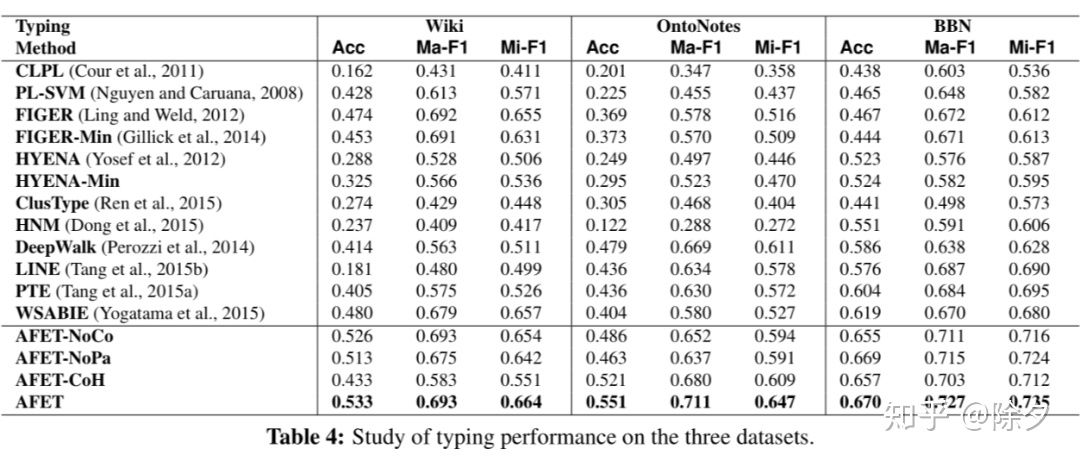 Typing Wiki OntoNotes BBN
Method Acc Ma-F1 Mi-F1 Acc Ma-F1 Mi-F1 Acc Ma-F1 Mi-F1
CLPL (Cour et al., 2011) 0.162 0.431 0.411 0.201 0.347 0.358 0.438 0.603 0.536
PL-SVM (Nguyen and Caruana, 2008) 0.428 0.613 0.571 0.225 0.455 0.437 0.465 0.648 0.582
FIGER (Ling and Weld, 2012) 0.474 0.692 0.655 0.369 0.578 0.516 0.467 0.672 0.612
FIGER-Min (Gillick et al., 2014) 0.453 0.691 0.631 0.373 0.570 0.509 0.444 0.671 0.613
HYENA (Yosef et al., 2012) 0.288 0.528 0.506 0.249 0.497 0.446 0.523 0.576 0.587
HYENA-Min 0.325 0.566 0.536 0.295 0.523 0.470 0.524 0.582 0.595
ClusType (Ren et al., 2015) 0.274 0.429 0.448 0.305 0.468 0.404 0.441 0.498 0.573
HNM (Dong et al., 2015) 0.237 0.409 0.417 0.122 0.288 0.272 0.551 0.591 0.606
DeepWalk (Perozzi et al., 2014) 0.414 0.563 0.511 0.479 0.669 0.611 0.586 0.638 0.628
LINE (Tang et al., 2015b) 0.181 0.480 0.499 0.436 0.634 0.578 0.576 0.687 0.690
PTE (Tang et al., 2015a) 0.405 0.575 0.526 0.436 0.630 0.572 0.604 0.684 0.695
WSABIE (Yogatama et al., 2015) 0.480 0.679 0.657 0.404 0.580 0.527 0.619 0.670 0.680
AFET-NoCo 0.526 0.693 0.654 0.486 0.652 0.594 0.655 0.711 0.716
AFET-NoPa 0.513 0.675 0.642 0.463 0.637 0.591 0.669 0.715 0.724
AFET-CoH 0.433 0.583 0.551 0.521 0.680 0.609 0.657 0.703 0.712
AFET 0.533 0.693 0.664 0.551 0.711 0.647 0.670 0.727 0.735
知乎 @除夕
Table 4: Study of typing performance on the three datasets.